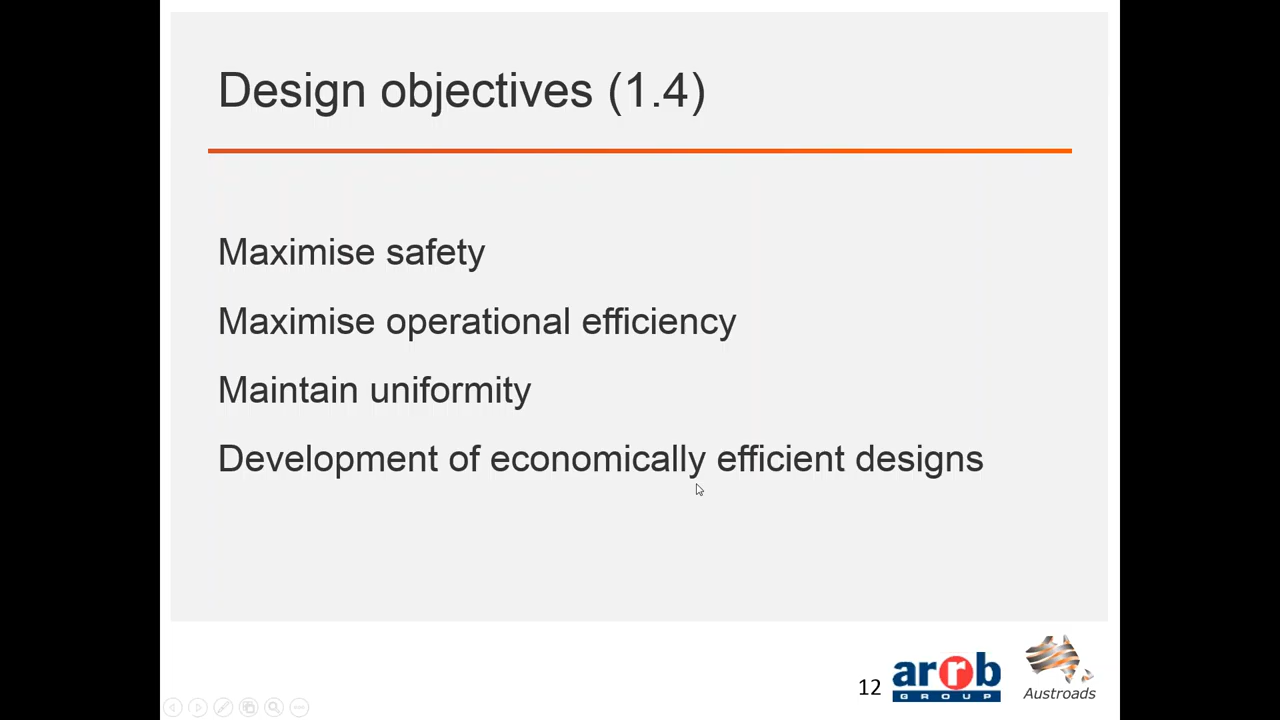 Design objectives (1.4)
Maximise safety
Maximise operational efficiency
Maintain uniformity
Development of economically efficient designs
12
arrb
GROUP
Austroads